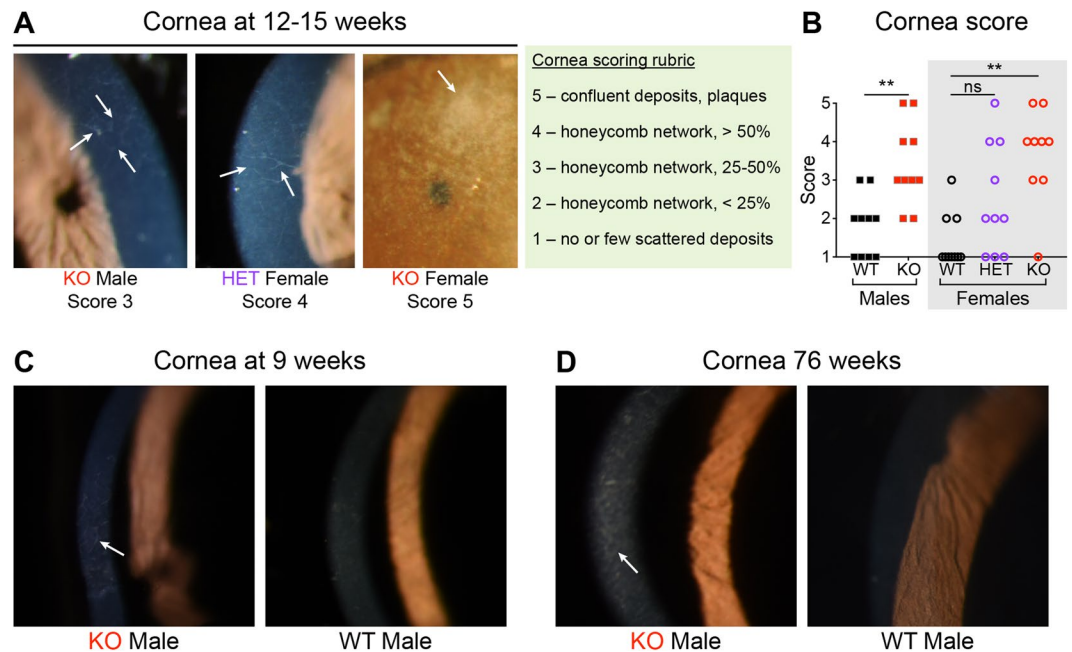 A
Cornea at 12-15 weeks
KO Male
Score 3
HET Female
Score 4
KO Female
Score 5
Cornea scoring rubric
5 – confluent deposits, plaques
4 – honeycomb network, > 50%
3 – honeycomb network, 25-50%
2 – honeycomb network, < 25%
1 – no or few scattered deposits
B
Cornea score
**
**
ns
Score
5
4
3
2
1
WT KO WT HET KO
Males Females
C
Cornea at 9 weeks
KO Male
WT Male
D
Cornea 76 weeks
KO Male
WT Male